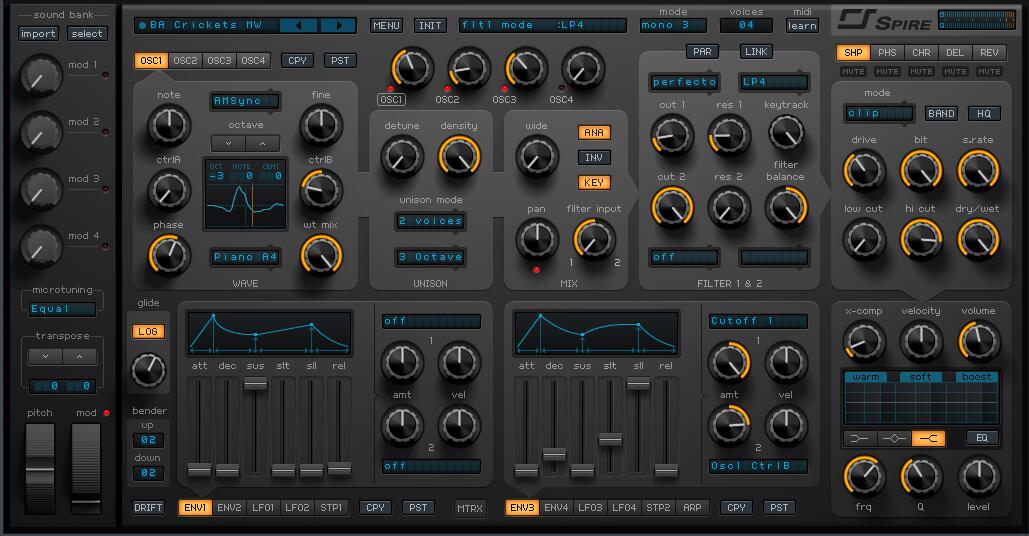 sound bank
import select
mod 1
mod 2
mod 3
mod 4
microtuning
Equal
transpose
0 0
pitch mod
BA Crickets MW
MENU INIT
flt1 mode :LP4
mode
mono 3
voices
04
midi
learn
SPIRE
OSC1 OSC2 OSC3 OSC4 CPY PST
OSC1 OSC2 OSC3 OSC4
note
AMSync
fine
octave
ctrlA
ctrlB
OCT NOTE CENT
-3 0 0
phase
Piano A4
wt mix
WAVE
detune density
unison mode
2 voices
3 Octave
UNISON
wide
ANA
INV
KEY
pan filter input
1 2
MIX
PAR LINK
perfecto LP4
cut 1 res 1 keytrack
cut 2 res 2 filter balance
off
FILTER 1 & 2
SHP PHS CHR DEL REV
MUTE MUTE MUTE MUTE MUTE
mode
clip BAND HQ
drive bit s.rate
low cut hi cut dry/wet
glide
LOG
bender
up
02
down
02
DRIFT
att dec sus slt sll rel
off
1
amt vel
2
off
ENV1 ENV2 LFO1 LFO2 STP1 CPY PST
MTRX
att dec sus slt sll rel
Cutoff 1
1
amt vel
2
Osc1 CtrlB
ENV3 ENV4 LFO3 LFO4 STP2 ARP CPY PST
x-comp velocity volume
warm soft boost
EQ
frq Q level